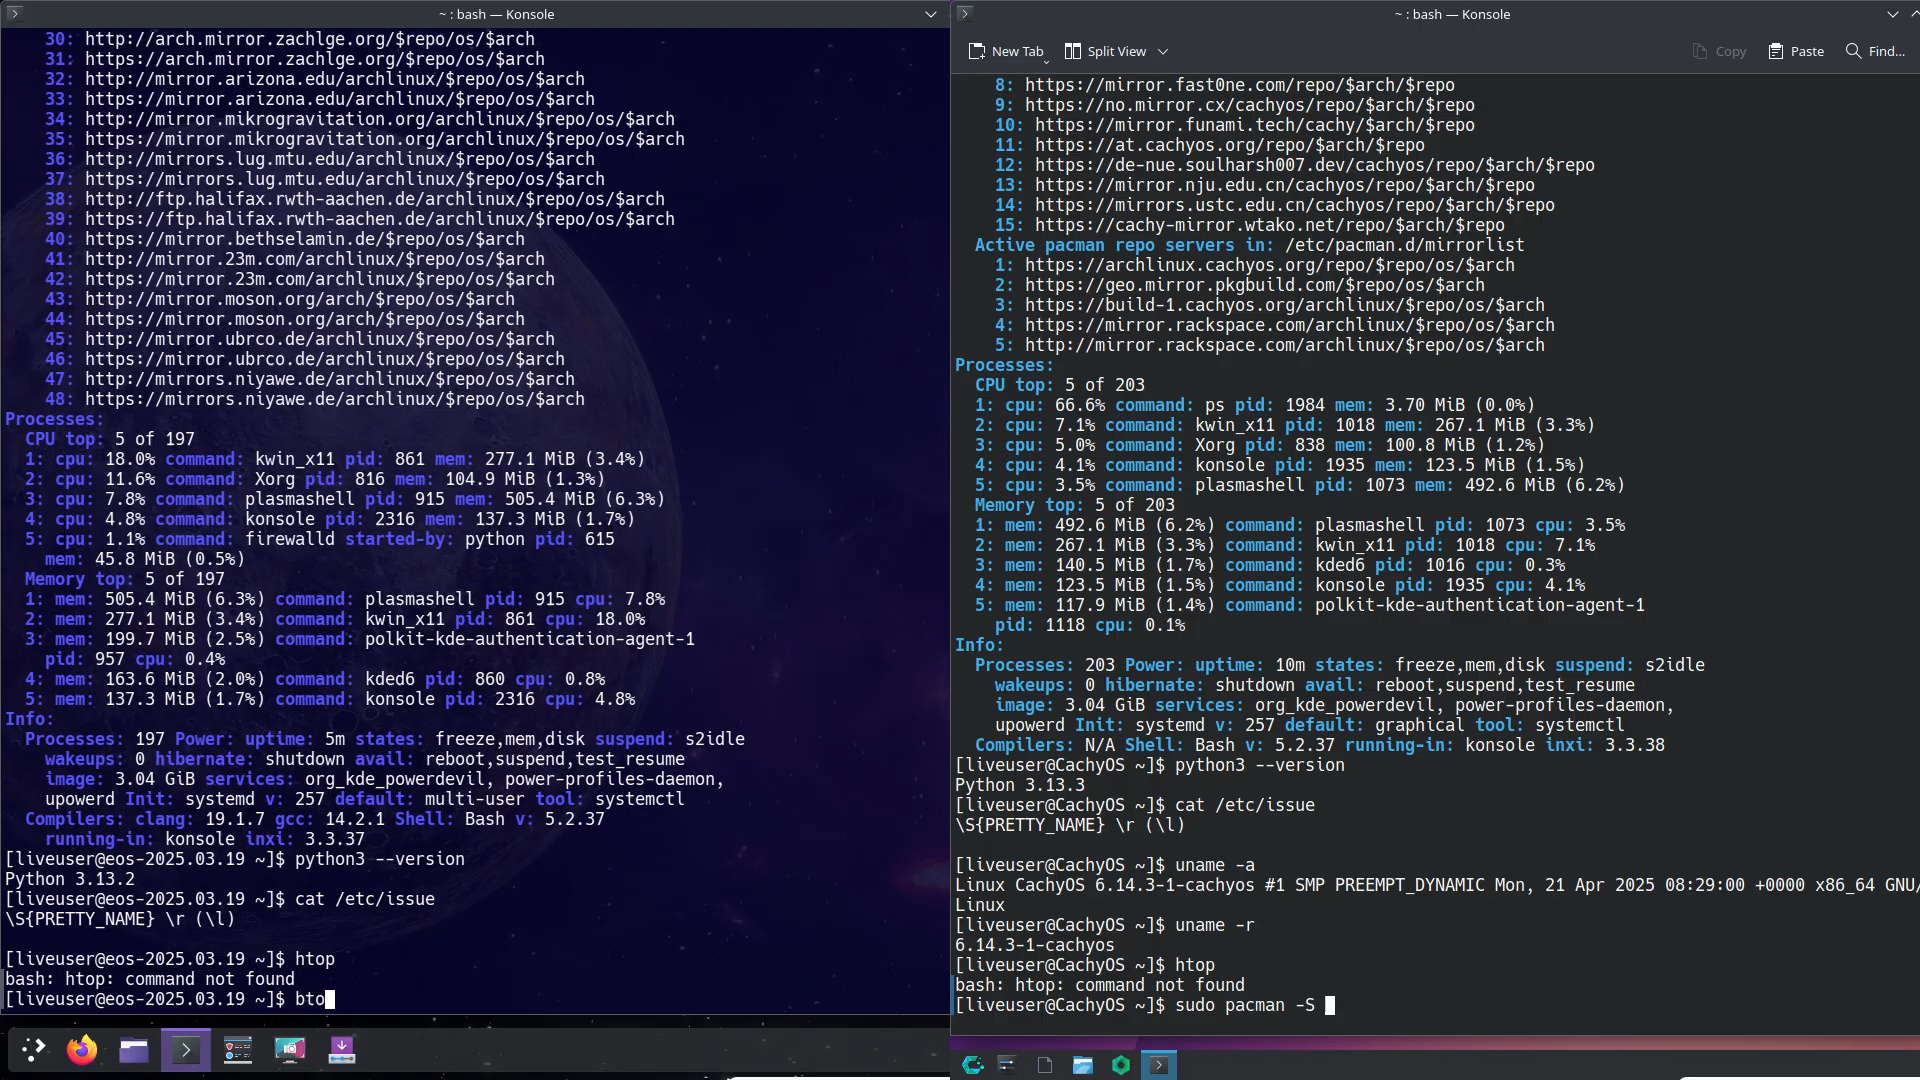 ~ : bash — Konsole
30: http://arch.mirror.zachlge.org/$repo/os/$arch
31: https://arch.mirror.zachlge.org/$repo/os/$arch
32: http://mirror.arizona.edu/archlinux/$repo/os/$arch
33: https://mirror.arizona.edu/archlinux/$repo/os/$arch
34: http://mirror.mikrogravitation.org/archlinux/$repo/os/$arch
35: https://mirror.mikrogravitation.org/archlinux/$repo/os/$arch
36: http://mirrors.lug.mtu.edu/archlinux/$repo/os/$arch
37: https://mirrors.lug.mtu.edu/archlinux/$repo/os/$arch
38: http://ftp.halifax.rwth-aachen.de/archlinux/$repo/os/$arch
39: https://ftp.halifax.rwth-aachen.de/archlinux/$repo/os/$arch
40: https://mirror.bethselamin.de/$repo/os/$arch
41: http://mirror.23m.com/archlinux/$repo/os/$arch
42: https://mirror.23m.com/archlinux/$repo/os/$arch
43: http://mirror.moson.org/arch/$repo/os/$arch
44: https://mirror.moson.org/arch/$repo/os/$arch
45: http://mirror.ubrco.de/archlinux/$repo/os/$arch
46: https://mirror.ubrco.de/archlinux/$repo/os/$arch
47: http://mirrors.niyawe.de/archlinux/$repo/os/$arch
48: https://mirrors.niyawe.de/archlinux/$repo/os/$arch
Processes:
CPU top: 5 of 197
1: cpu: 18.0% command: kwin_x11 pid: 861 mem: 277.1 MiB (3.4%)
2: cpu: 11.6% command: Xorg pid: 816 mem: 104.9 MiB (1.3%)
3: cpu: 7.8% command: plasmashell pid: 915 mem: 505.4 MiB (6.3%)
4: cpu: 4.8% command: konsole pid: 2316 mem: 137.3 MiB (1.7%)
5: cpu: 1.1% command: firewalld started-by: python pid: 615
mem: 45.8 MiB (0.5%)
Memory top: 5 of 197
1: mem: 505.4 MiB (6.3%) command: plasmashell pid: 915 cpu: 7.8%
2: mem: 277.1 MiB (3.4%) command: kwin_x11 pid: 861 cpu: 18.0%
3: mem: 199.7 MiB (2.5%) command: polkit-kde-authentication-agent-1
pid: 957 cpu: 0.4%
4: mem: 163.6 MiB (2.0%) command: kded6 pid: 860 cpu: 0.8%
5: mem: 137.3 MiB (1.7%) command: konsole pid: 2316 cpu: 4.8%
Info:
Processes: 197 Power: uptime: 5m states: freeze,mem,disk suspend: s2idle
wakeups: 0 hibernate: shutdown avail: reboot,suspend,test_resume
image: 3.04 GiB services: org_kde_powerdevil, power-profiles-daemon,
upowerd Init: systemd v: 257 default: multi-user tool: systemctl
Compilers: clang: 19.1.7 gcc: 14.2.1 Shell: Bash v: 5.2.37
running-in: konsole inxi: 3.3.37
[liveuser@eos-2025.03.19 ~]$ python3 --version
Python 3.13.2
[liveuser@eos-2025.03.19 ~]$ cat /etc/issue
\S{PRETTY_NAME} \r (\l)
[liveuser@eos-2025.03.19 ~]$ htop
bash: htop: command not found
[liveuser@eos-2025.03.19 ~]$ bto
~ : bash — Konsole
New Tab Split View Copy Paste Find...
8: https://mirror.fast0ne.com/repo/$arch/$repo
9: https://no.mirror.cx/cachyos/repo/$arch/$repo
10: https://mirror.funami.tech/cachy/$arch/$repo
11: https://at.cachyos.org/repo/$arch/$repo
12: https://de-nue.soulharsh007.dev/cachyos/repo/$arch/$repo
13: https://mirror.nju.edu.cn/cachyos/repo/$arch/$repo
14: https://mirrors.ustc.edu.cn/cachyos/repo/$arch/$repo
15: https://cachy-mirror.wtako.net/repo/$arch/$repo
Active pacman repo servers in: /etc/pacman.d/mirrorlist
1: https://archlinux.cachyos.org/repo/$repo/os/$arch
2: https://geo.mirror.pkgbuild.com/$repo/os/$arch
3: https://build-1.cachyos.org/archlinux/$repo/os/$arch
4: https://mirror.rackspace.com/archlinux/$repo/os/$arch
5: http://mirror.rackspace.com/archlinux/$repo/os/$arch
Processes:
CPU top: 5 of 203
1: cpu: 66.6% command: ps pid: 1984 mem: 3.70 MiB (0.0%)
2: cpu: 7.1% command: kwin_x11 pid: 1018 mem: 267.1 MiB (3.3%)
3: cpu: 5.0% command: Xorg pid: 838 mem: 100.8 MiB (1.2%)
4: cpu: 4.1% command: konsole pid: 1935 mem: 123.5 MiB (1.5%)
5: cpu: 3.5% command: plasmashell pid: 1073 mem: 492.6 MiB (6.2%)
Memory top: 5 of 203
1: mem: 492.6 MiB (6.2%) command: plasmashell pid: 1073 cpu: 3.5%
2: mem: 267.1 MiB (3.3%) command: kwin_x11 pid: 1018 cpu: 7.1%
3: mem: 140.5 MiB (1.7%) command: kded6 pid: 1016 cpu: 0.3%
4: mem: 123.5 MiB (1.5%) command: konsole pid: 1935 cpu: 4.1%
5: mem: 117.9 MiB (1.4%) command: polkit-kde-authentication-agent-1
pid: 1118 cpu: 0.1%
Info:
Processes: 203 Power: uptime: 10m states: freeze,mem,disk suspend: s2idle
wakeups: 0 hibernate: shutdown avail: reboot,suspend,test_resume
image: 3.04 GiB services: org_kde_powerdevil, power-profiles-daemon,
upowerd Init: systemd v: 257 default: graphical tool: systemctl
Compilers: N/A Shell: Bash v: 5.2.37 running-in: konsole inxi: 3.3.38
[liveuser@CachyOS ~]$ python3 --version
Python 3.13.3
[liveuser@CachyOS ~]$ cat /etc/issue
\S{PRETTY_NAME} \r (\l)
[liveuser@CachyOS ~]$ uname -a
Linux CachyOS 6.14.3-1-cachyos #1 SMP PREEMPT_DYNAMIC Mon, 21 Apr 2025 08:29:00 +0000 x86_64 GNU/
Linux
[liveuser@CachyOS ~]$ uname -r
6.14.3-1-cachyos
[liveuser@CachyOS ~]$ htop
bash: htop: command not found
[liveuser@CachyOS ~]$ sudo pacman -S